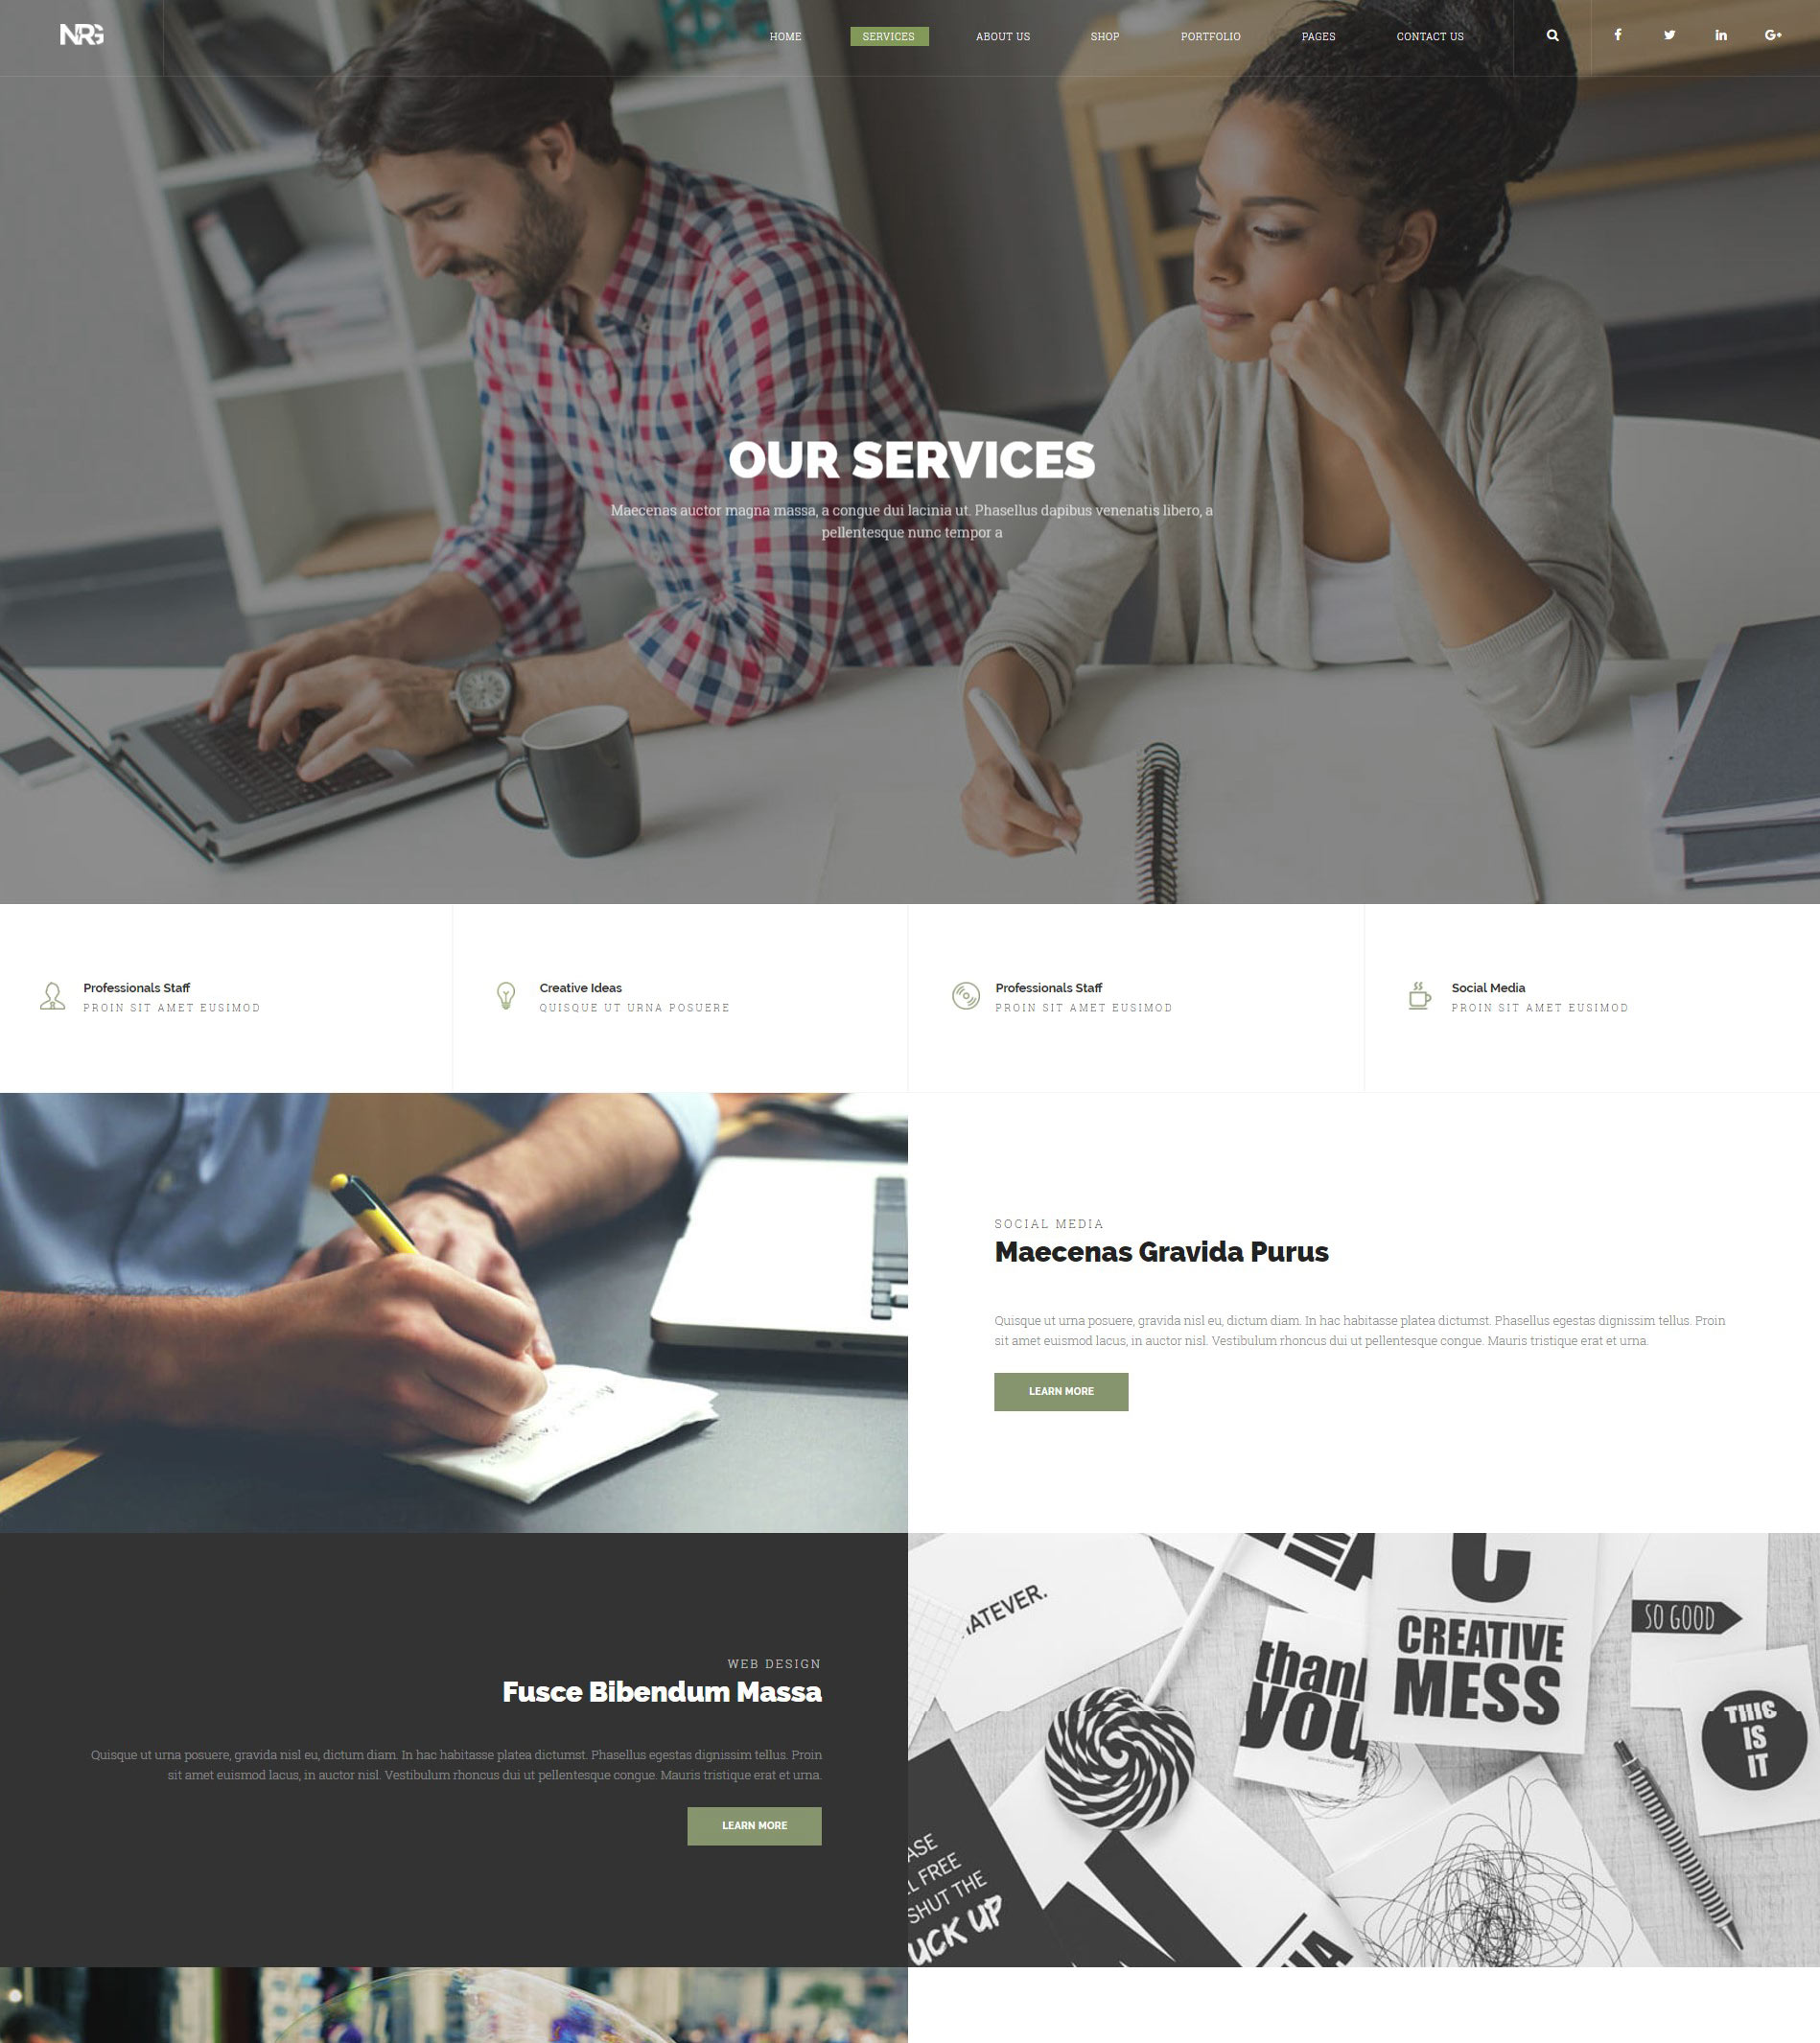 NRG
HOME SERVICES ABOUT US SHOP PORTFOLIO PAGES CONTACT US
OUR SERVICES
Maecenas auctor magna massa, a congue dui lacinia ut. Phasellus dapibus venenatis libero, a
pellentesque nunc tempor a
Professionals Staff
PROIN SIT AMET EUSIMOD
Creative Ideas
QUISQUE UT URNA POSUERE
Professionals Staff
PROIN SIT AMET EUSIMOD
Social Media
PROIN SIT AMET EUSIMOD
SOCIAL MEDIA
Maecenas Gravida Purus
Quisque ut urna posuere, gravida nisl eu, dictum diam. In hac habitasse platea dictumst. Phasellus egestas dignissim tellus. Proin
sit amet euismod lacus, in auctor nisl. Vestibulum rhoncus dui ut pellentesque congue. Mauris tristique erat et urna.
LEARN MORE
WEB DESIGN
Fusce Bibendum Massa
Quisque ut urna posuere, gravida nisl eu, dictum diam. In hac habitasse platea dictumst. Phasellus egestas dignissim tellus. Proin
sit amet euismod lacus, in auctor nisl. Vestibulum rhoncus dui ut pellentesque congue. Mauris tristique erat et urna.
LEARN MORE
ATEVER.
thank
YOU
C
CREATIVE
MESS
SO GOOD
THIS
IS
IT
ASE
L FREE
SHUT THE
UCK UP